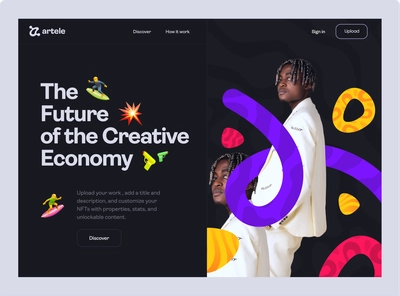 artele
Discover
How it work
Sign in
Upload
The
Future
of the Creative
Economy
Upload your work , add a title and
description, and customize your
NFTs with properties, stats, and
unlockable content.
Discover